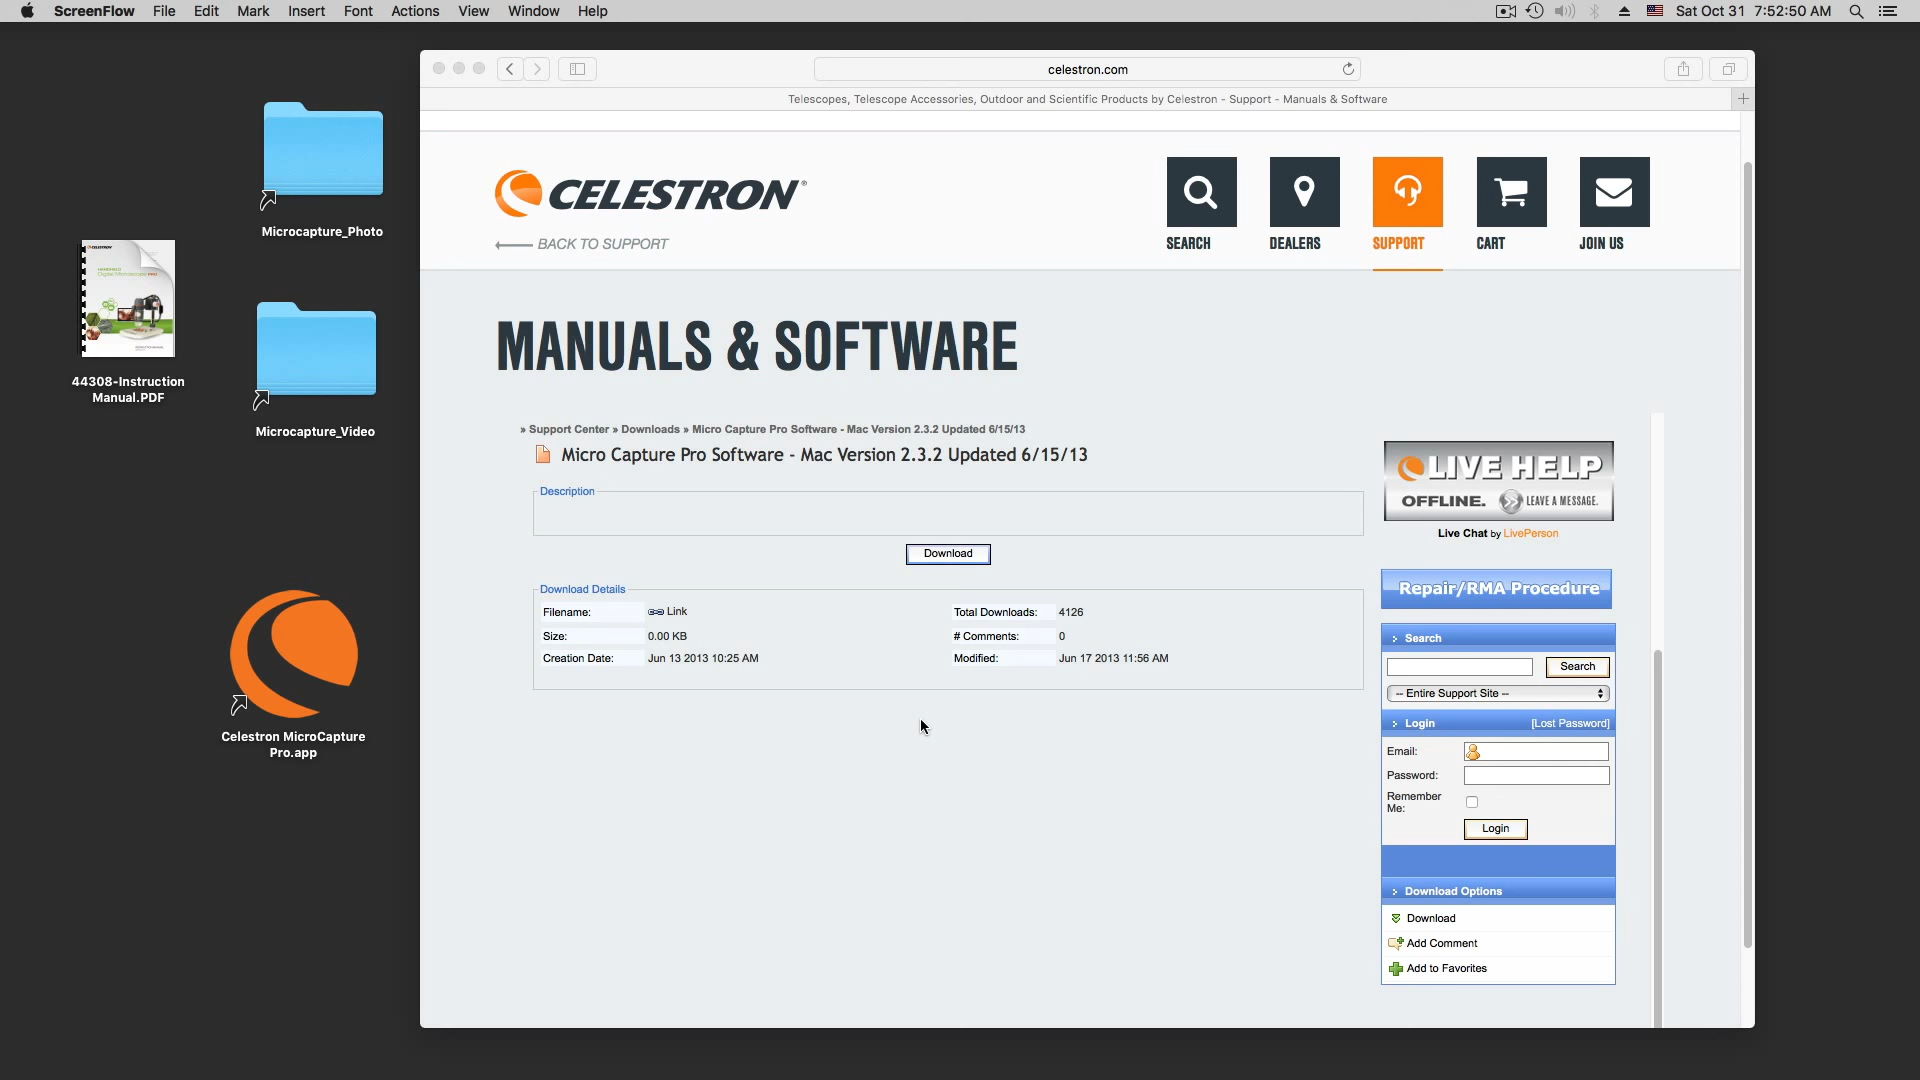 ScreenFlow File Edit Mark Insert Font Actions View Window Help
Sat Oct 31 7:52:50 AM
celestron.com
Telescopes, Telescope Accessories, Outdoor and Scientific Products by Celestron - Support - Manuals & Software
Microcapture_Photo
44308-Instruction
Manual.PDF
Microcapture_Video
Celestron MicroCapture
Pro.app
CELESTRON
BACK TO SUPPORT
SEARCH
DEALERS
SUPPORT
CART
JOIN US
MANUALS & SOFTWARE
» Support Center » Downloads » Micro Capture Pro Software - Mac Version 2.3.2 Updated 6/15/13
Micro Capture Pro Software - Mac Version 2.3.2 Updated 6/15/13
Description
Download
Download Details
Filename: Link
Total Downloads: 4126
Size: 0.00 KB
# Comments: 0
Creation Date: Jun 13 2013 10:25 AM
Modified: Jun 17 2013 11:56 AM
LIVE HELP
OFFLINE. LEAVE A MESSAGE.
Live Chat by LivePerson
Repair/RMA Procedure
Search
Search
-- Entire Support Site --
Login [Lost Password]
Email:
Password:
Remember
Me:
Login
Download Options
Download
Add Comment
Add to Favorites